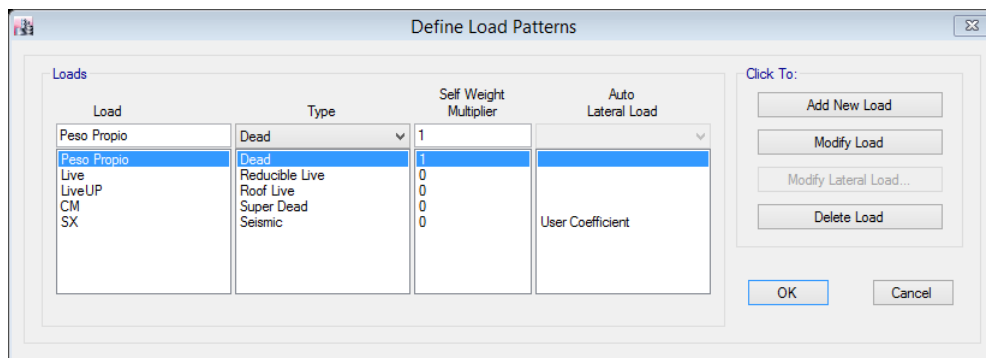 Define Load Patterns
Loads
Click To:
Load Type Self Weight Multiplier Auto Lateral Load
Peso Propio Dead 1
Peso Propio Dead 1
Live Reducible Live 0
LiveUP Roof Live 0
CM Super Dead 0
SX Seismic 0 User Coefficient
Add New Load
Modify Load
Modify Lateral Load...
Delete Load
OK
Cancel